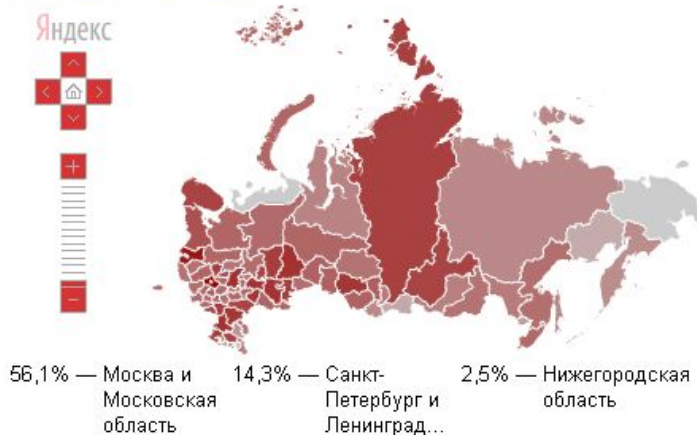 Яндекс
56,1% — Москва и
Московская
область
14,3% — Санкт-
Петербург и
Ленинград...
2,5% — Нижегородская
область